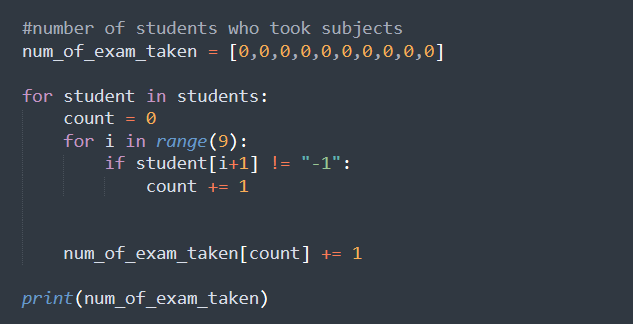 #number of students who took subjects
num_of_exam_taken = [0,0,0,0,0,0,0,0,0,0]
for student in students:
    count = 0
    for i in range(9):
        if student[i+1] != "-1":
            count += 1
    num_of_exam_taken[count] += 1
print(num_of_exam_taken)